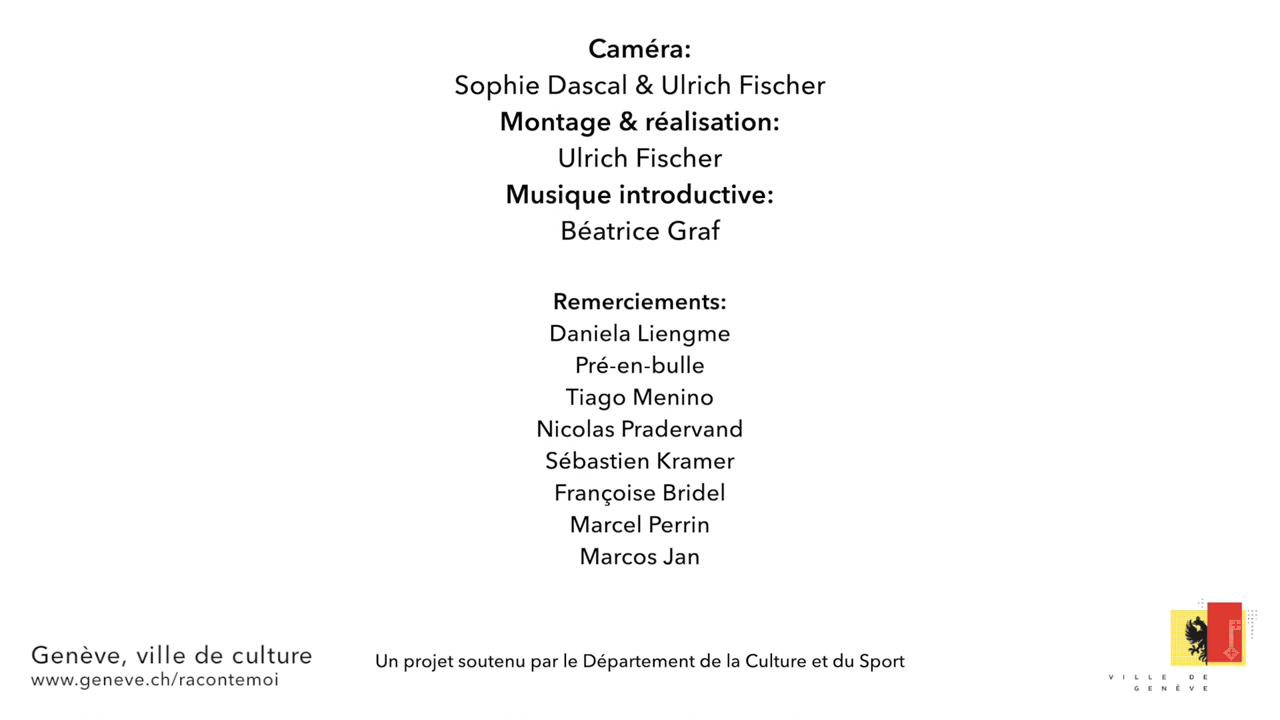 Caméra:
Sophie Dascal & Ulrich Fischer
Montage & réalisation:
Ulrich Fischer
Musique introductive:
Béatrice Graf
Remerciements:
Daniela Liengme
Pré-en-bulle
Tiago Menino
Nicolas Pradervand
Sébastien Kramer
Françoise Bridel
Marcel Perrin
Marcos Jan
Genève, ville de culture
www.geneve.ch/racontemoi
Un projet soutenu par le Département de la Culture et du Sport
VILLE DE
GENÈVE